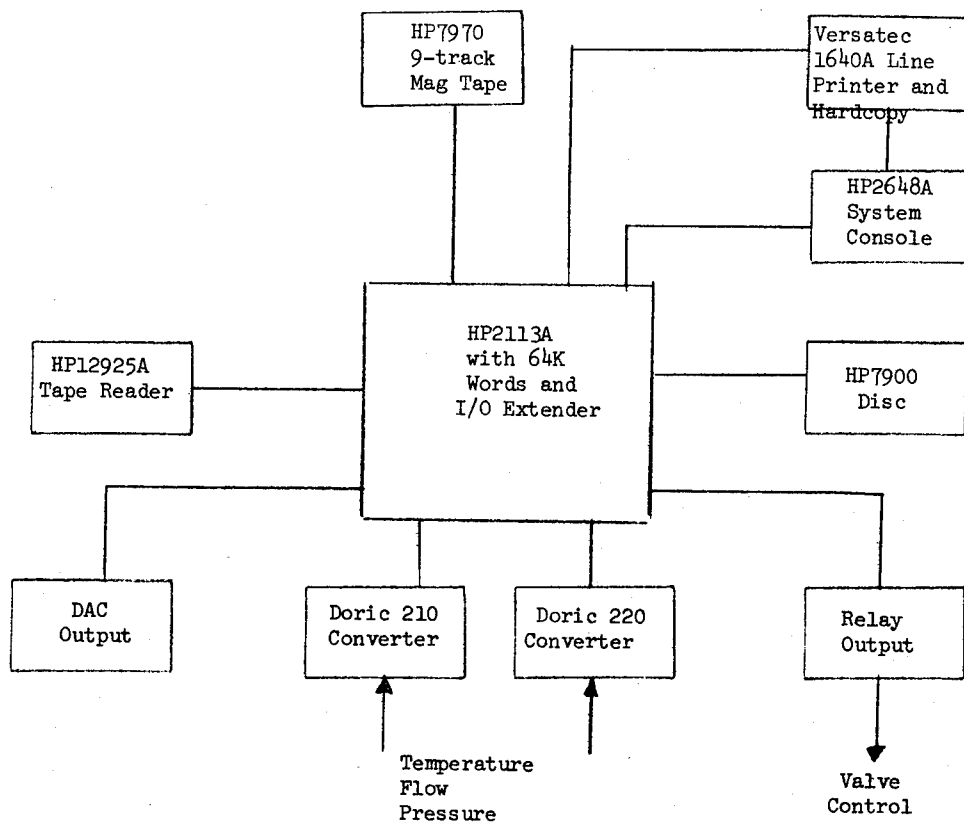 HP7970
9-track
Mag Tape
Versatec
1640A Line
Printer and
Hardcopy
HP2648A
System
Console
HP2113A
with 64K
Words and
I/O Extender
HP12925A
Tape Reader
HP7900
Disc
DAC
Output
Doric 210
Converter
Doric 220
Converter
Relay
Output
Temperature
Flow
Pressure
Valve
Control